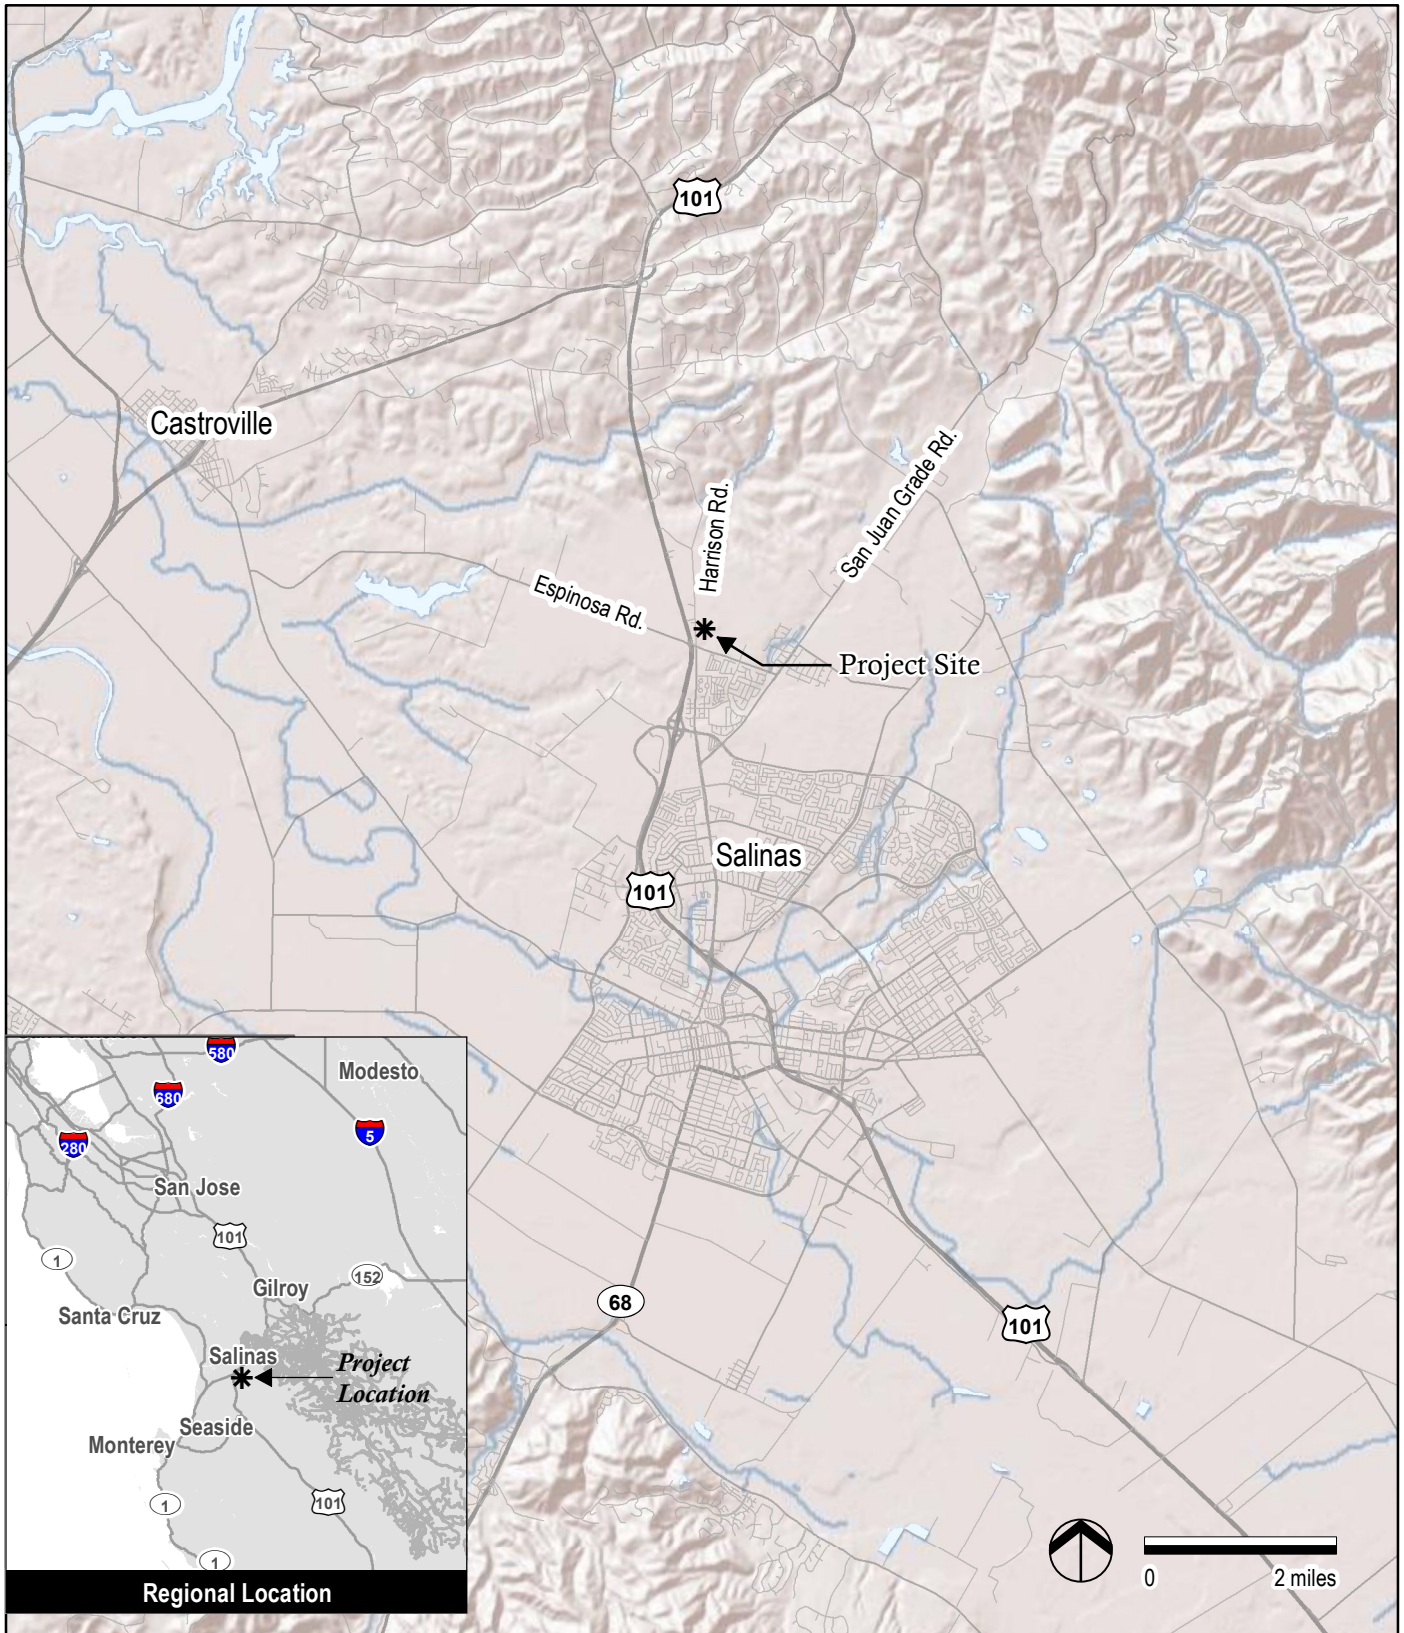 101
Castroville
Harrison Rd.
San Juan Grade Rd.
Espinosa Rd.
Project Site
Salinas
101
68
101
580
Modesto
680
5
280
San Jose
101
1
152
Gilroy
Santa Cruz
Salinas
Project
Location
Seaside
Monterey
101
1
1
Regional Location
0 2 miles